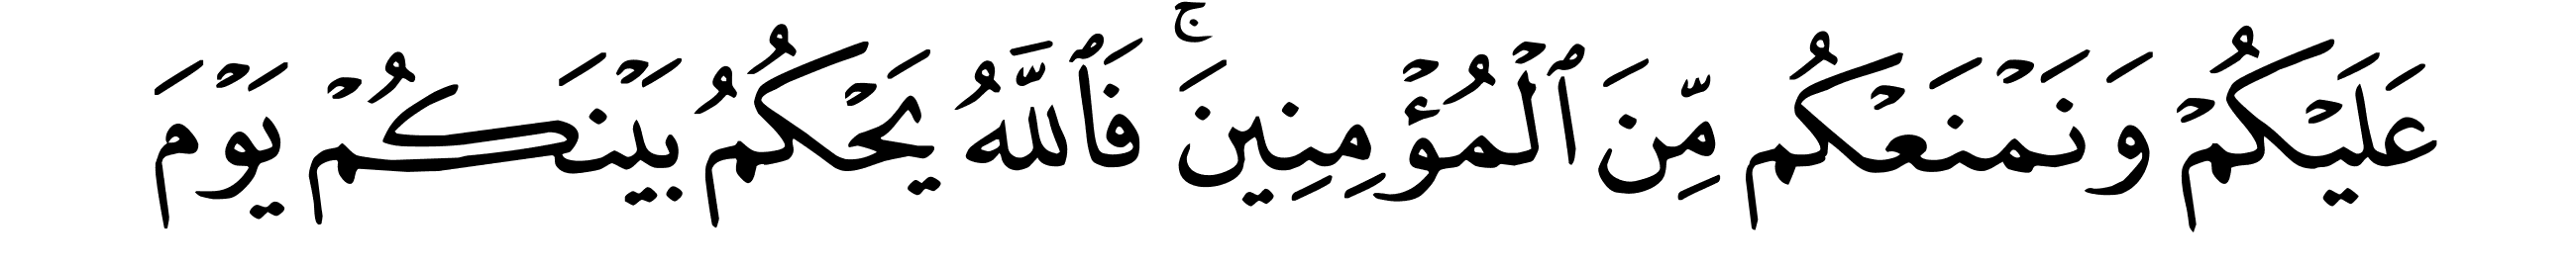 عَلَيْكُمْ وَنَمْنَعْكُم مِّنَ ٱلْمُؤْمِنِينَ ۚ فَٱللَّهُ يَحْكُمُ بَيْنَكُمْ يَوْمَ